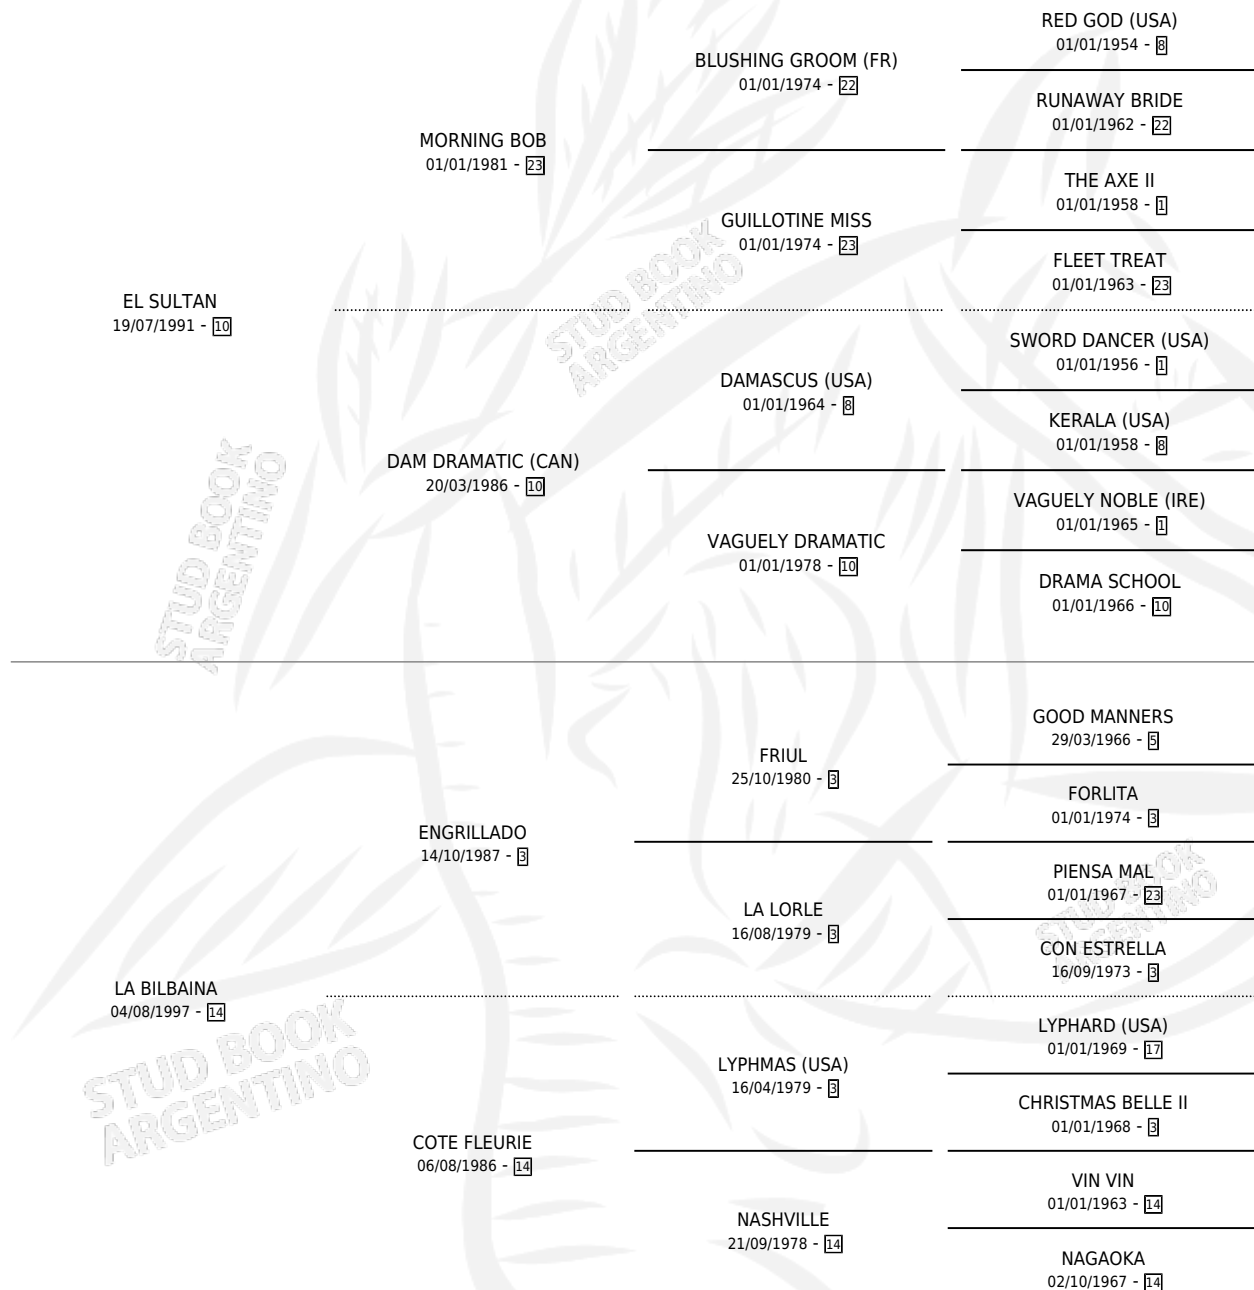 RED GOD (USA)
01/01/1954 - 8
BLUSHING GROOM (FR)
01/01/1974 - 22
RUNAWAY BRIDE
01/01/1962 - 22
MORNING BOB
01/01/1981 - 23
THE AXE II
01/01/1958 - 1
GUILLOTINE MISS
01/01/1974 - 23
FLEET TREAT
01/01/1963 - 23
EL SULTAN
19/07/1991 - 10
SWORD DANCER (USA)
01/01/1956 - 1
DAMASCUS (USA)
01/01/1964 - 8
KERALA (USA)
01/01/1958 - 8
DAM DRAMATIC (CAN)
20/03/1986 - 10
VAGUELY NOBLE (IRE)
01/01/1965 - 1
VAGUELY DRAMATIC
01/01/1978 - 10
DRAMA SCHOOL
01/01/1966 - 10
GOOD MANNERS
29/03/1966 - 5
FRIUL
25/10/1980 - 3
FORLITA
01/01/1974 - 3
ENGRILLADO
14/10/1987 - 3
PIENSA MAL
01/01/1967 - 23
LA LORLE
16/08/1979 - 3
CON ESTRELLA
16/09/1973 - 3
LA BILBAINA
04/08/1997 - 14
LYPHARD (USA)
01/01/1969 - 17
LYPHMAS (USA)
16/04/1979 - 3
CHRISTMAS BELLE II
01/01/1968 - 3
COTE FLEURIE
06/08/1986 - 14
VIN VIN
01/01/1963 - 14
NASHVILLE
21/09/1978 - 14
NAGAOKA
02/10/1967 - 14
STUD BOOK
ARGENTINO
STUD BOOK
ARGENTINO
STUD BOOK
ARGENTINO
STUD BOOK
ARGENTINO